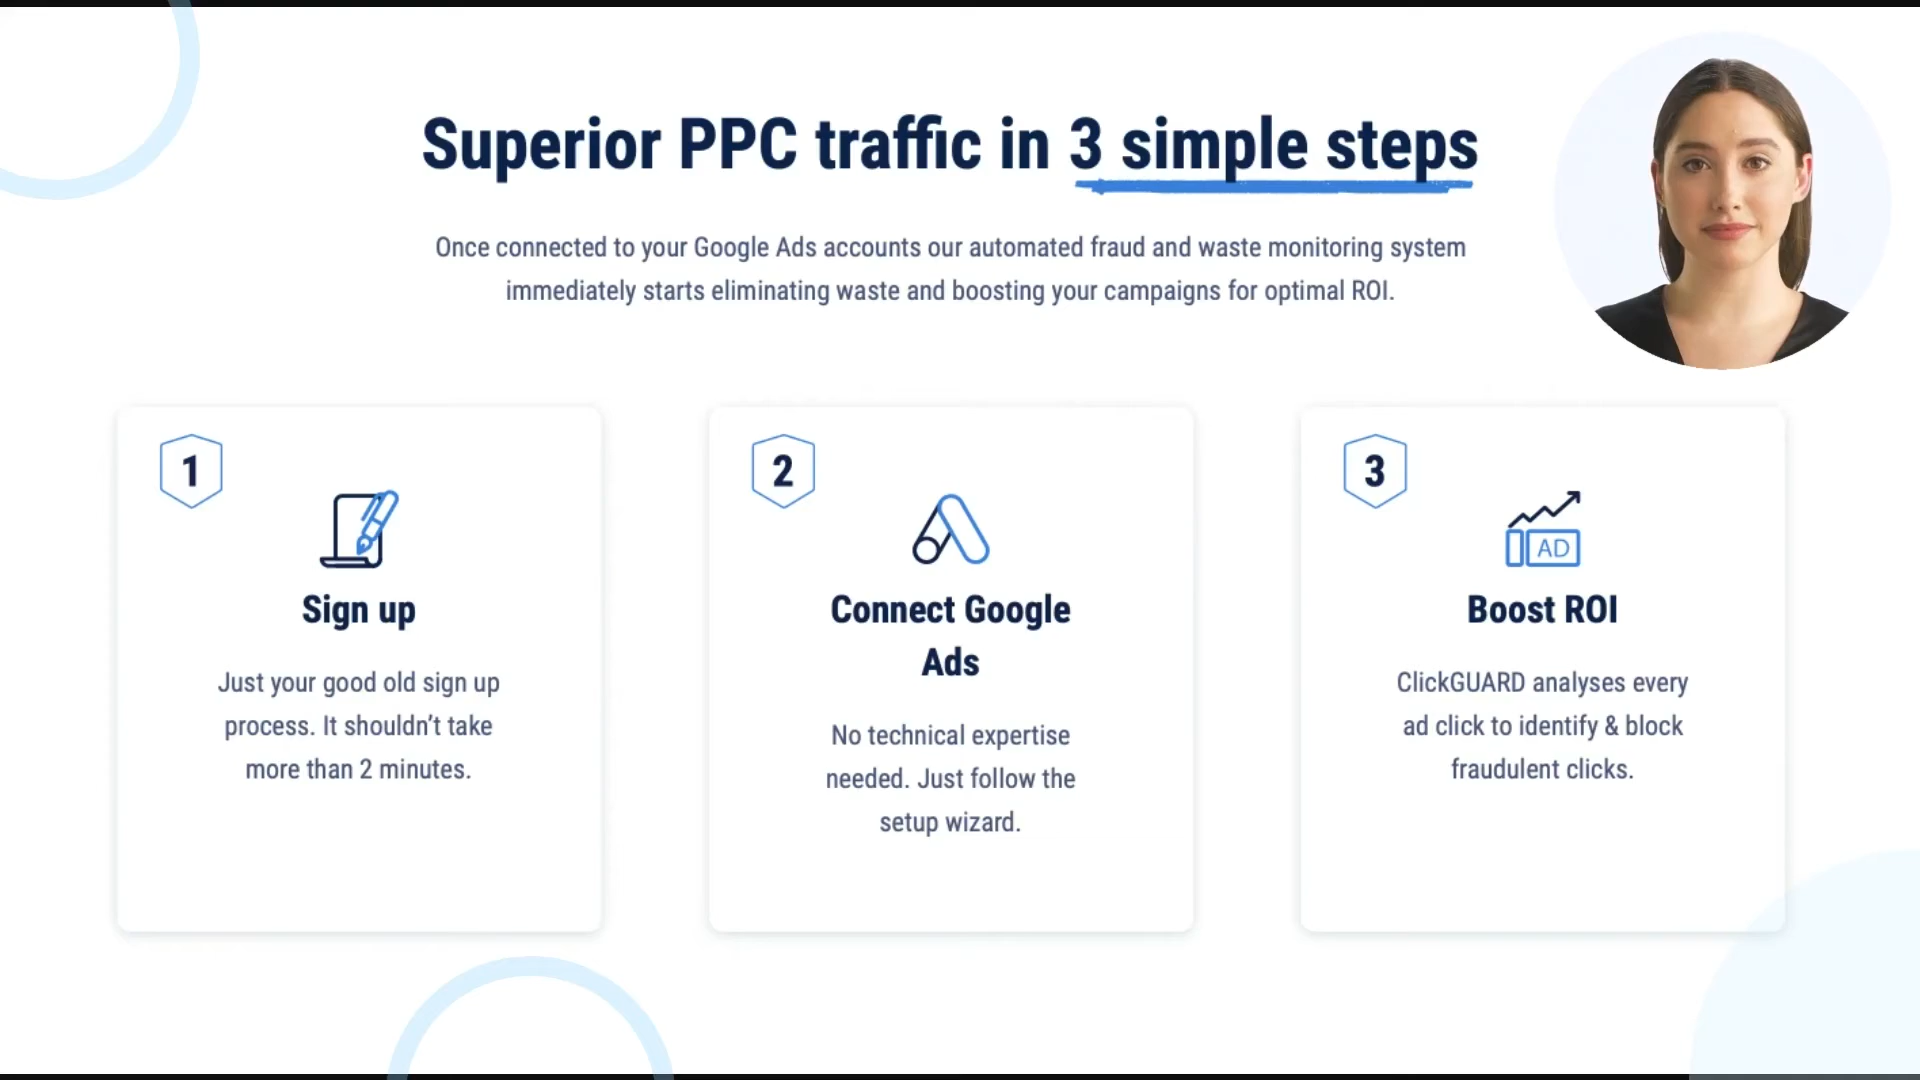 Superior PPC traffic in 3 simple steps
Once connected to your Google Ads accounts our automated fraud and waste monitoring system
immediately starts eliminating waste and boosting your campaigns for optimal ROI.
1
Sign up
Just your good old sign up
process. It shouldn’t take
more than 2 minutes.
2
Connect Google
Ads
No technical expertise
needed. Just follow the
setup wizard.
3
AD
Boost ROI
ClickGUARD analyses every
ad click to identify & block
fraudulent clicks.